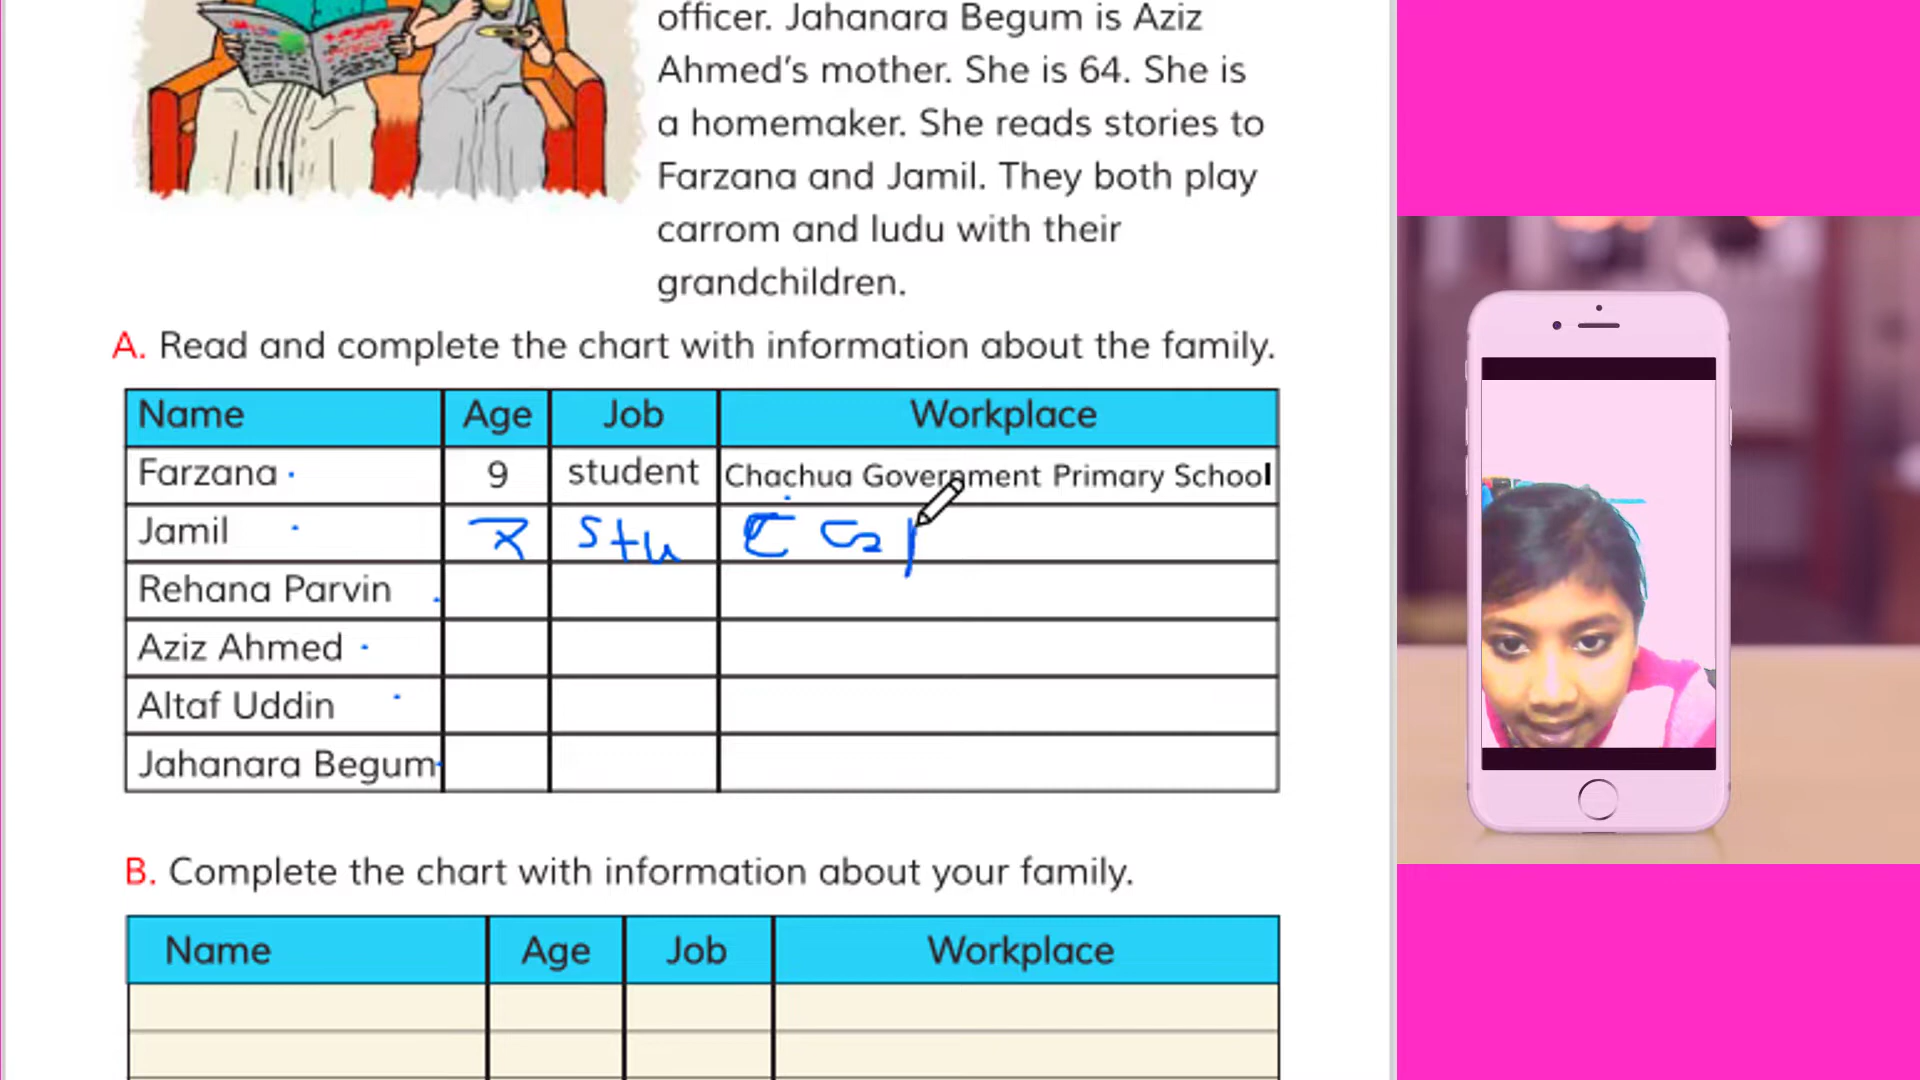 officer. Jahanara Begum is Aziz
Ahmed's mother. She is 64. She is
a homemaker. She reads stories to
Farzana and Jamil. They both play
carrom and ludu with their
grandchildren.
A. Read and complete the chart with information about the family.
Name Age Job Workplace
Farzana 9 student Chachua Government Primary School
Jamil 7 Stu C G P
Rehana Parvin
Aziz Ahmed
Altaf Uddin
Jahanara Begum
B. Complete the chart with information about your family.
Name Age Job Workplace